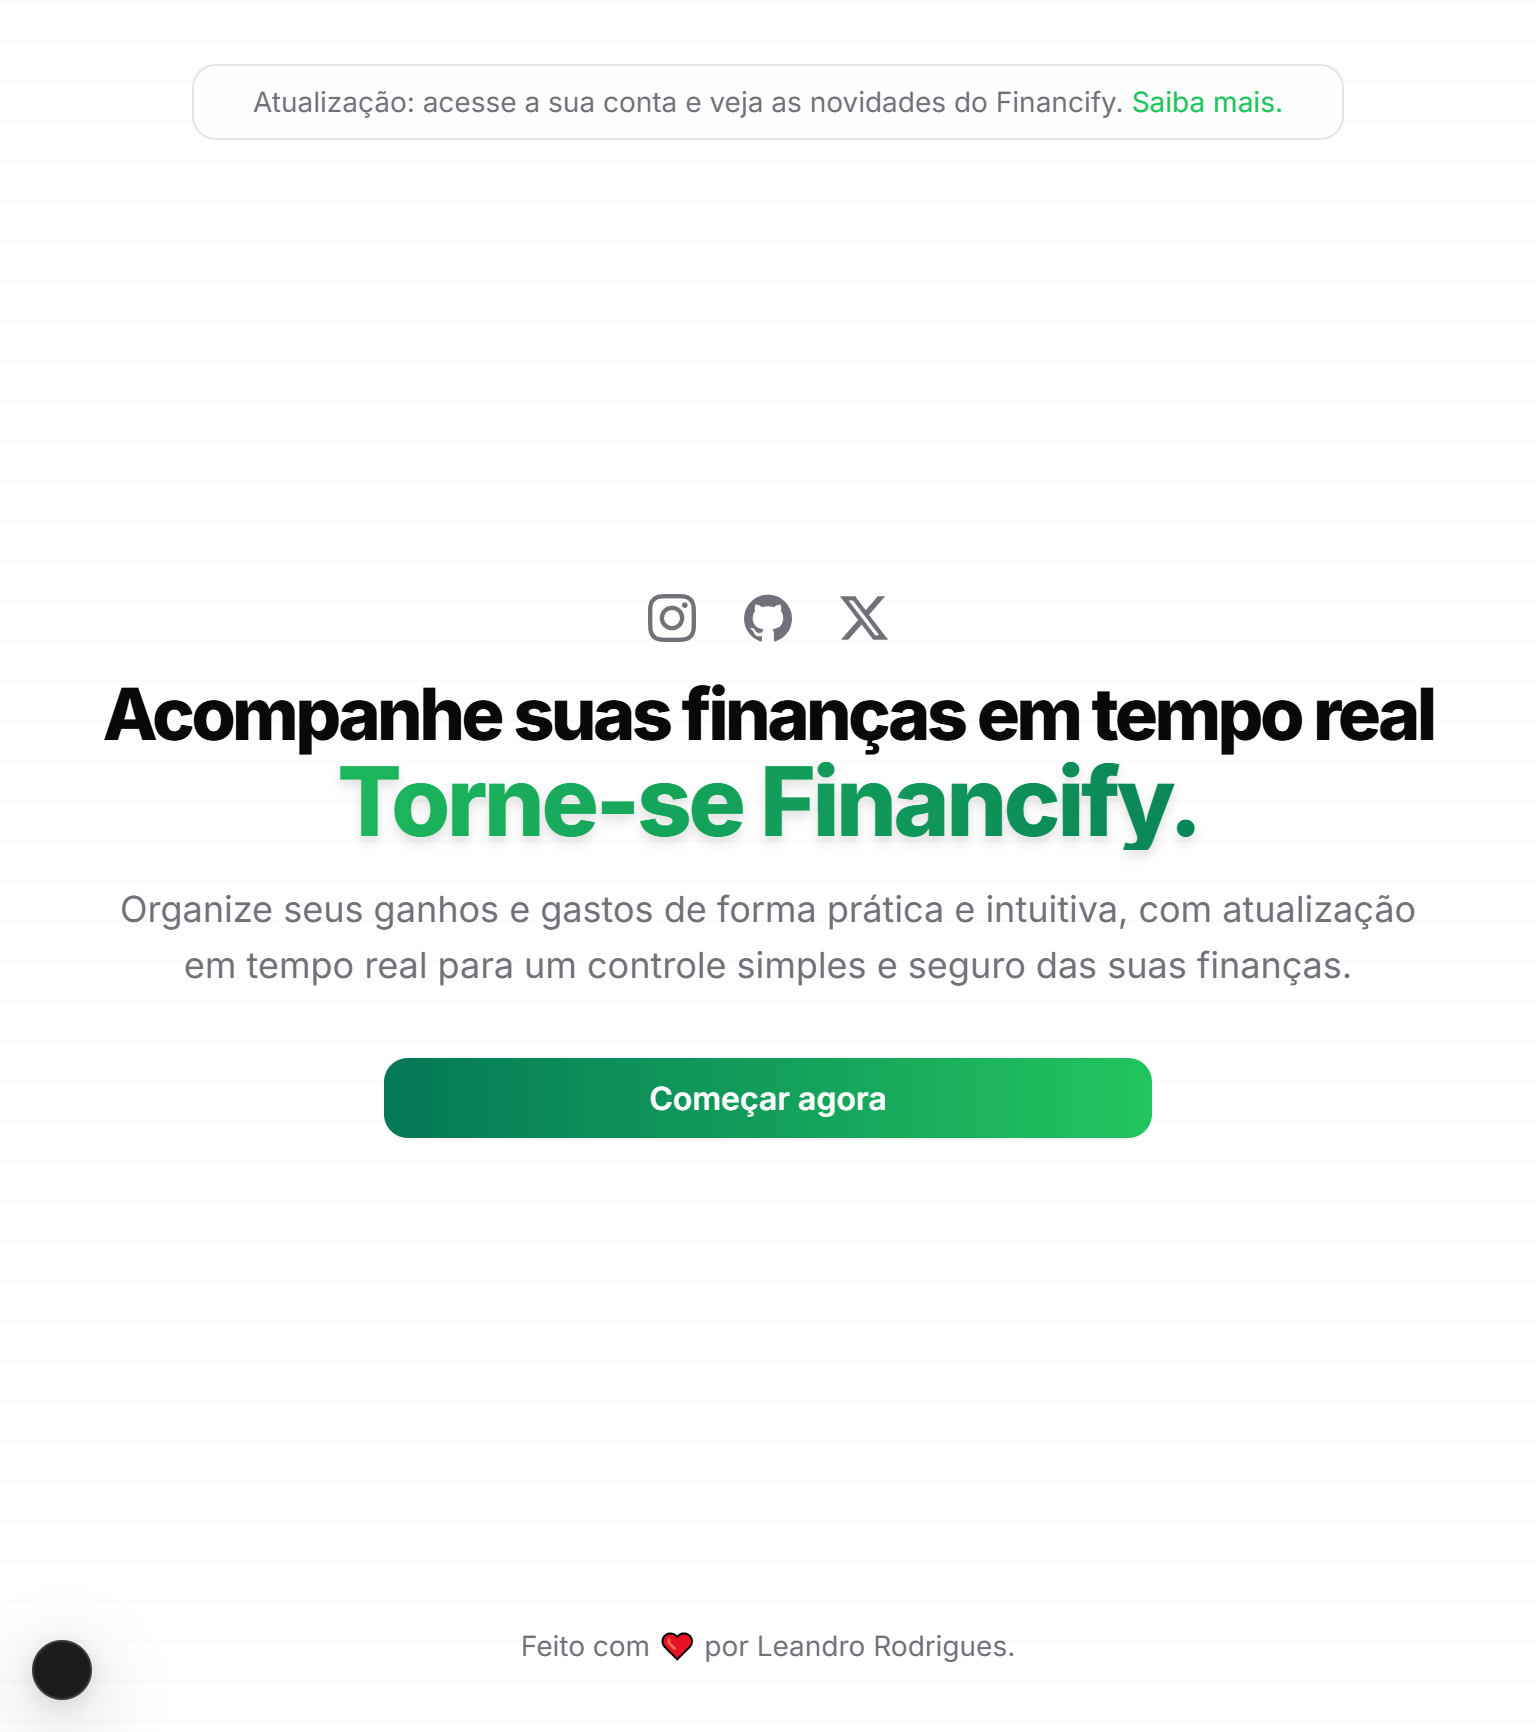 Atualização: acesse a sua conta e veja as novidades do Financify. Saiba mais.
Acompanhe suas finanças em tempo real
Torne-se Financify.
Organize seus ganhos e gastos de forma prática e intuitiva, com atualização
em tempo real para um controle simples e seguro das suas finanças.
Começar agora
Feito com ❤️ por Leandro Rodrigues.